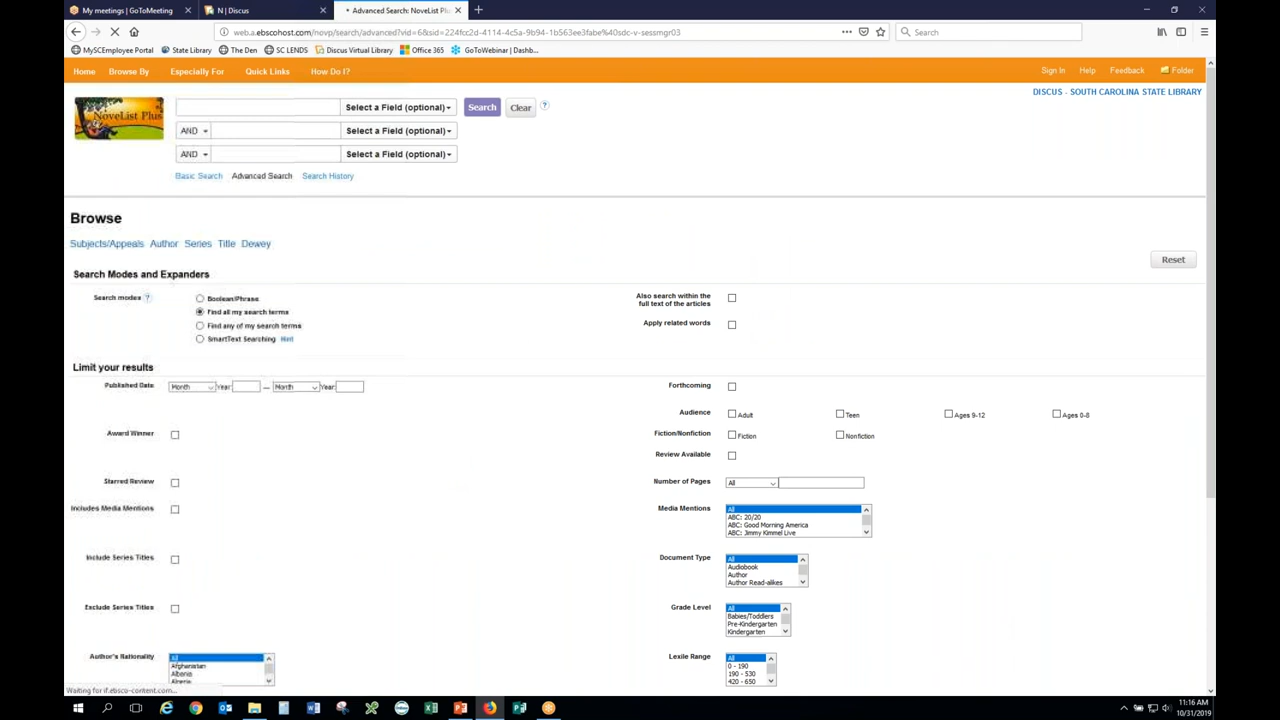 My meetings | GoToMeeting
N | Discus
Advanced Search: NoveList Plu
web.a.ebscohost.com/novp/search/advanced?vid=6&sid=224fcc2d-4114-4c5a-9b94-1b563ee3fabe%40sdc-v-sessmgr03
Search
MySCEmployee Portal State Library The Den SC LENDS Discus Virtual Library Office 365 GoToWebinar | Dashb...
Home Browse By Especially For Quick Links How Do I? Sign In Help Feedback Folder
DISCUS - SOUTH CAROLINA STATE LIBRARY
NoveList Plus
Select a Field (optional) Search Clear ?
AND Select a Field (optional)
AND Select a Field (optional)
Basic Search Advanced Search Search History
Browse
Subjects/Appeals Author Series Title Dewey
Reset
Search Modes and Expanders
Search modes ? Boolean/Phrase
Find all my search terms
Find any of my search terms
SmartText Searching Hint
Also search within the
full text of the articles
Apply related words
Limit your results
Published Date Month Year: — Month Year:
Forthcoming
Audience Adult Teen Ages 9-12 Ages 0-8
Award Winner
Fiction/Nonfiction Fiction Nonfiction
Review Available
Starred Review
Number of Pages All
Includes Media Mentions
Media Mentions All
ABC: 20/20
ABC: Good Morning America
ABC: Jimmy Kimmel Live
Include Series Titles
Document Type All
Audiobook
Author
Author Read-alikes
Exclude Series Titles
Grade Level All
Babies/Toddlers
Pre-Kindergarten
Kindergarten
Author's Nationality All
Afghanistan
Albania
Algeria
Lexile Range All
0 - 190
190 - 530
420 - 650
Waiting for if.ebsco-content.com...
11:16 AM
10/31/2019